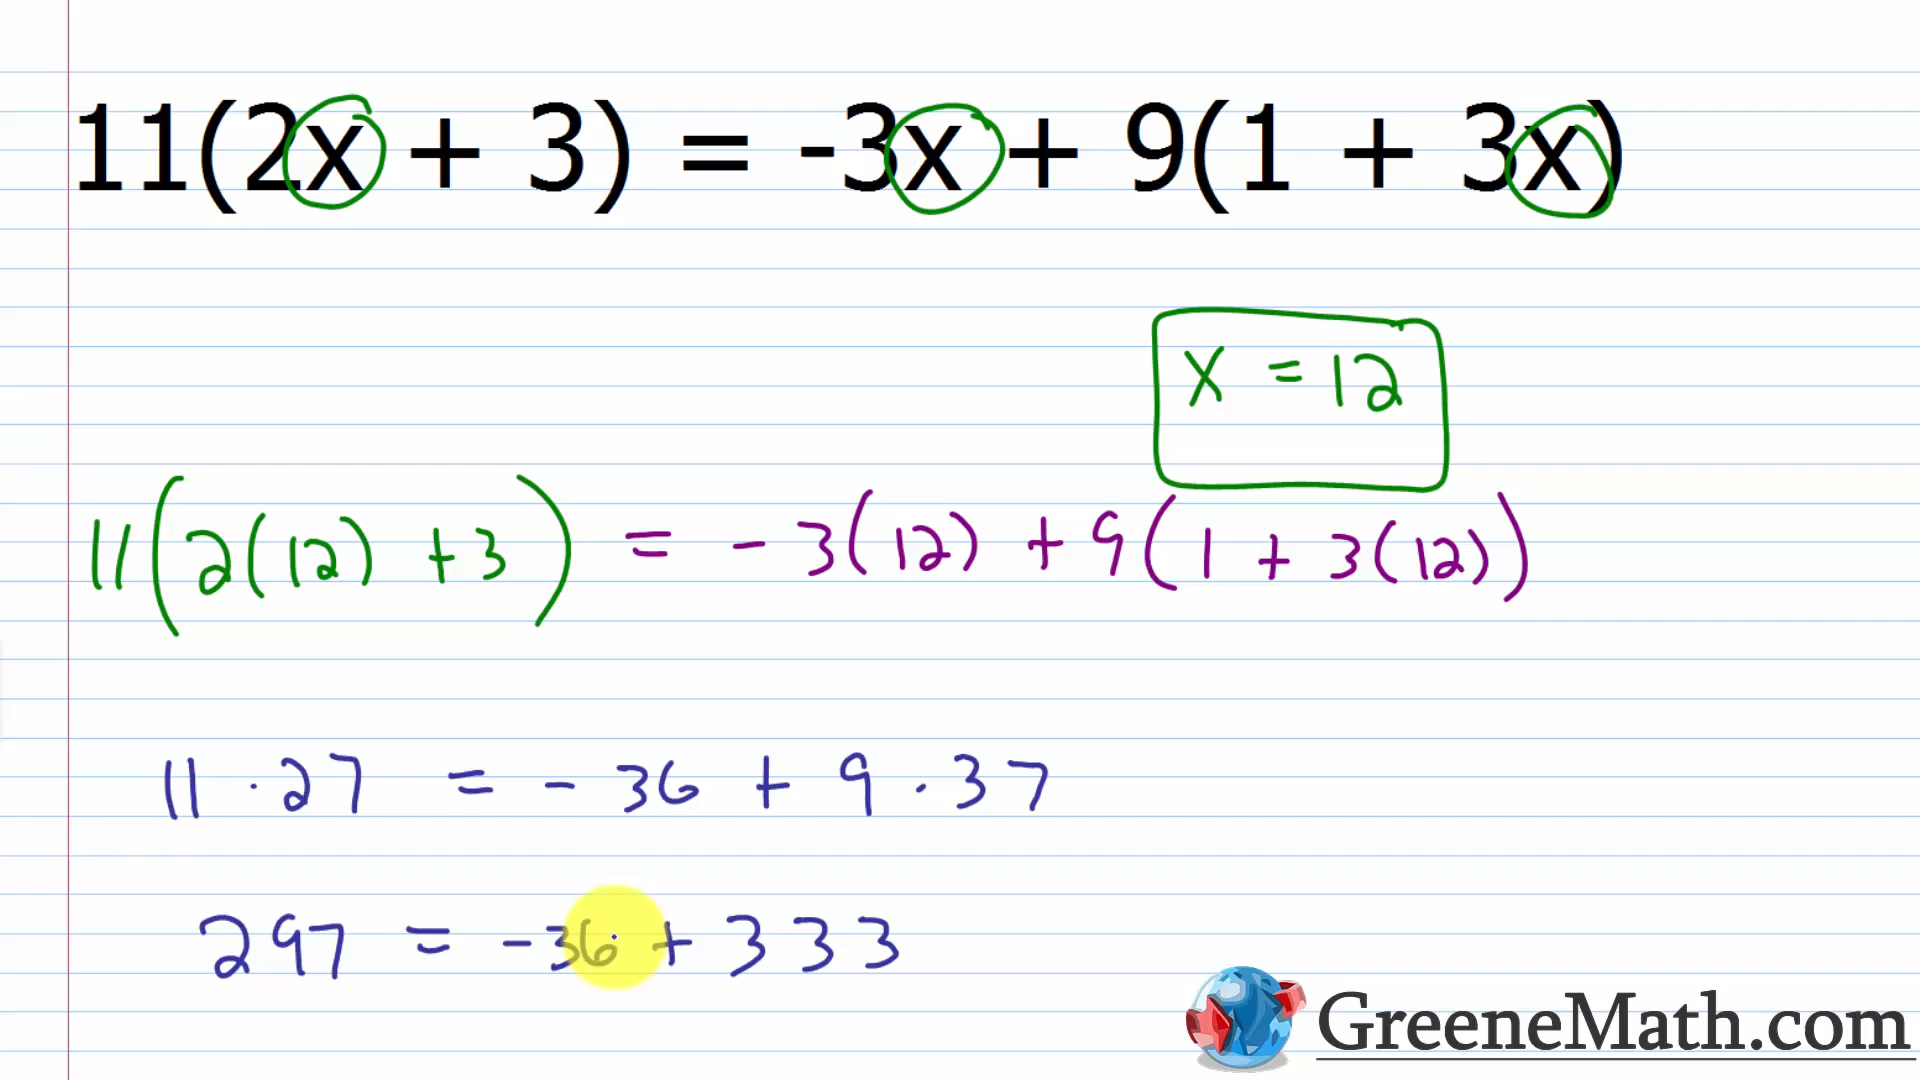 11(2x + 3) = -3x + 9(1 + 3x)
x = 12
11(2(12) + 3) = - 3(12) + 9(1 + 3(12))
11 · 27 = - 36 + 9 · 37
297 = - 36 + 333
GreeneMath.com